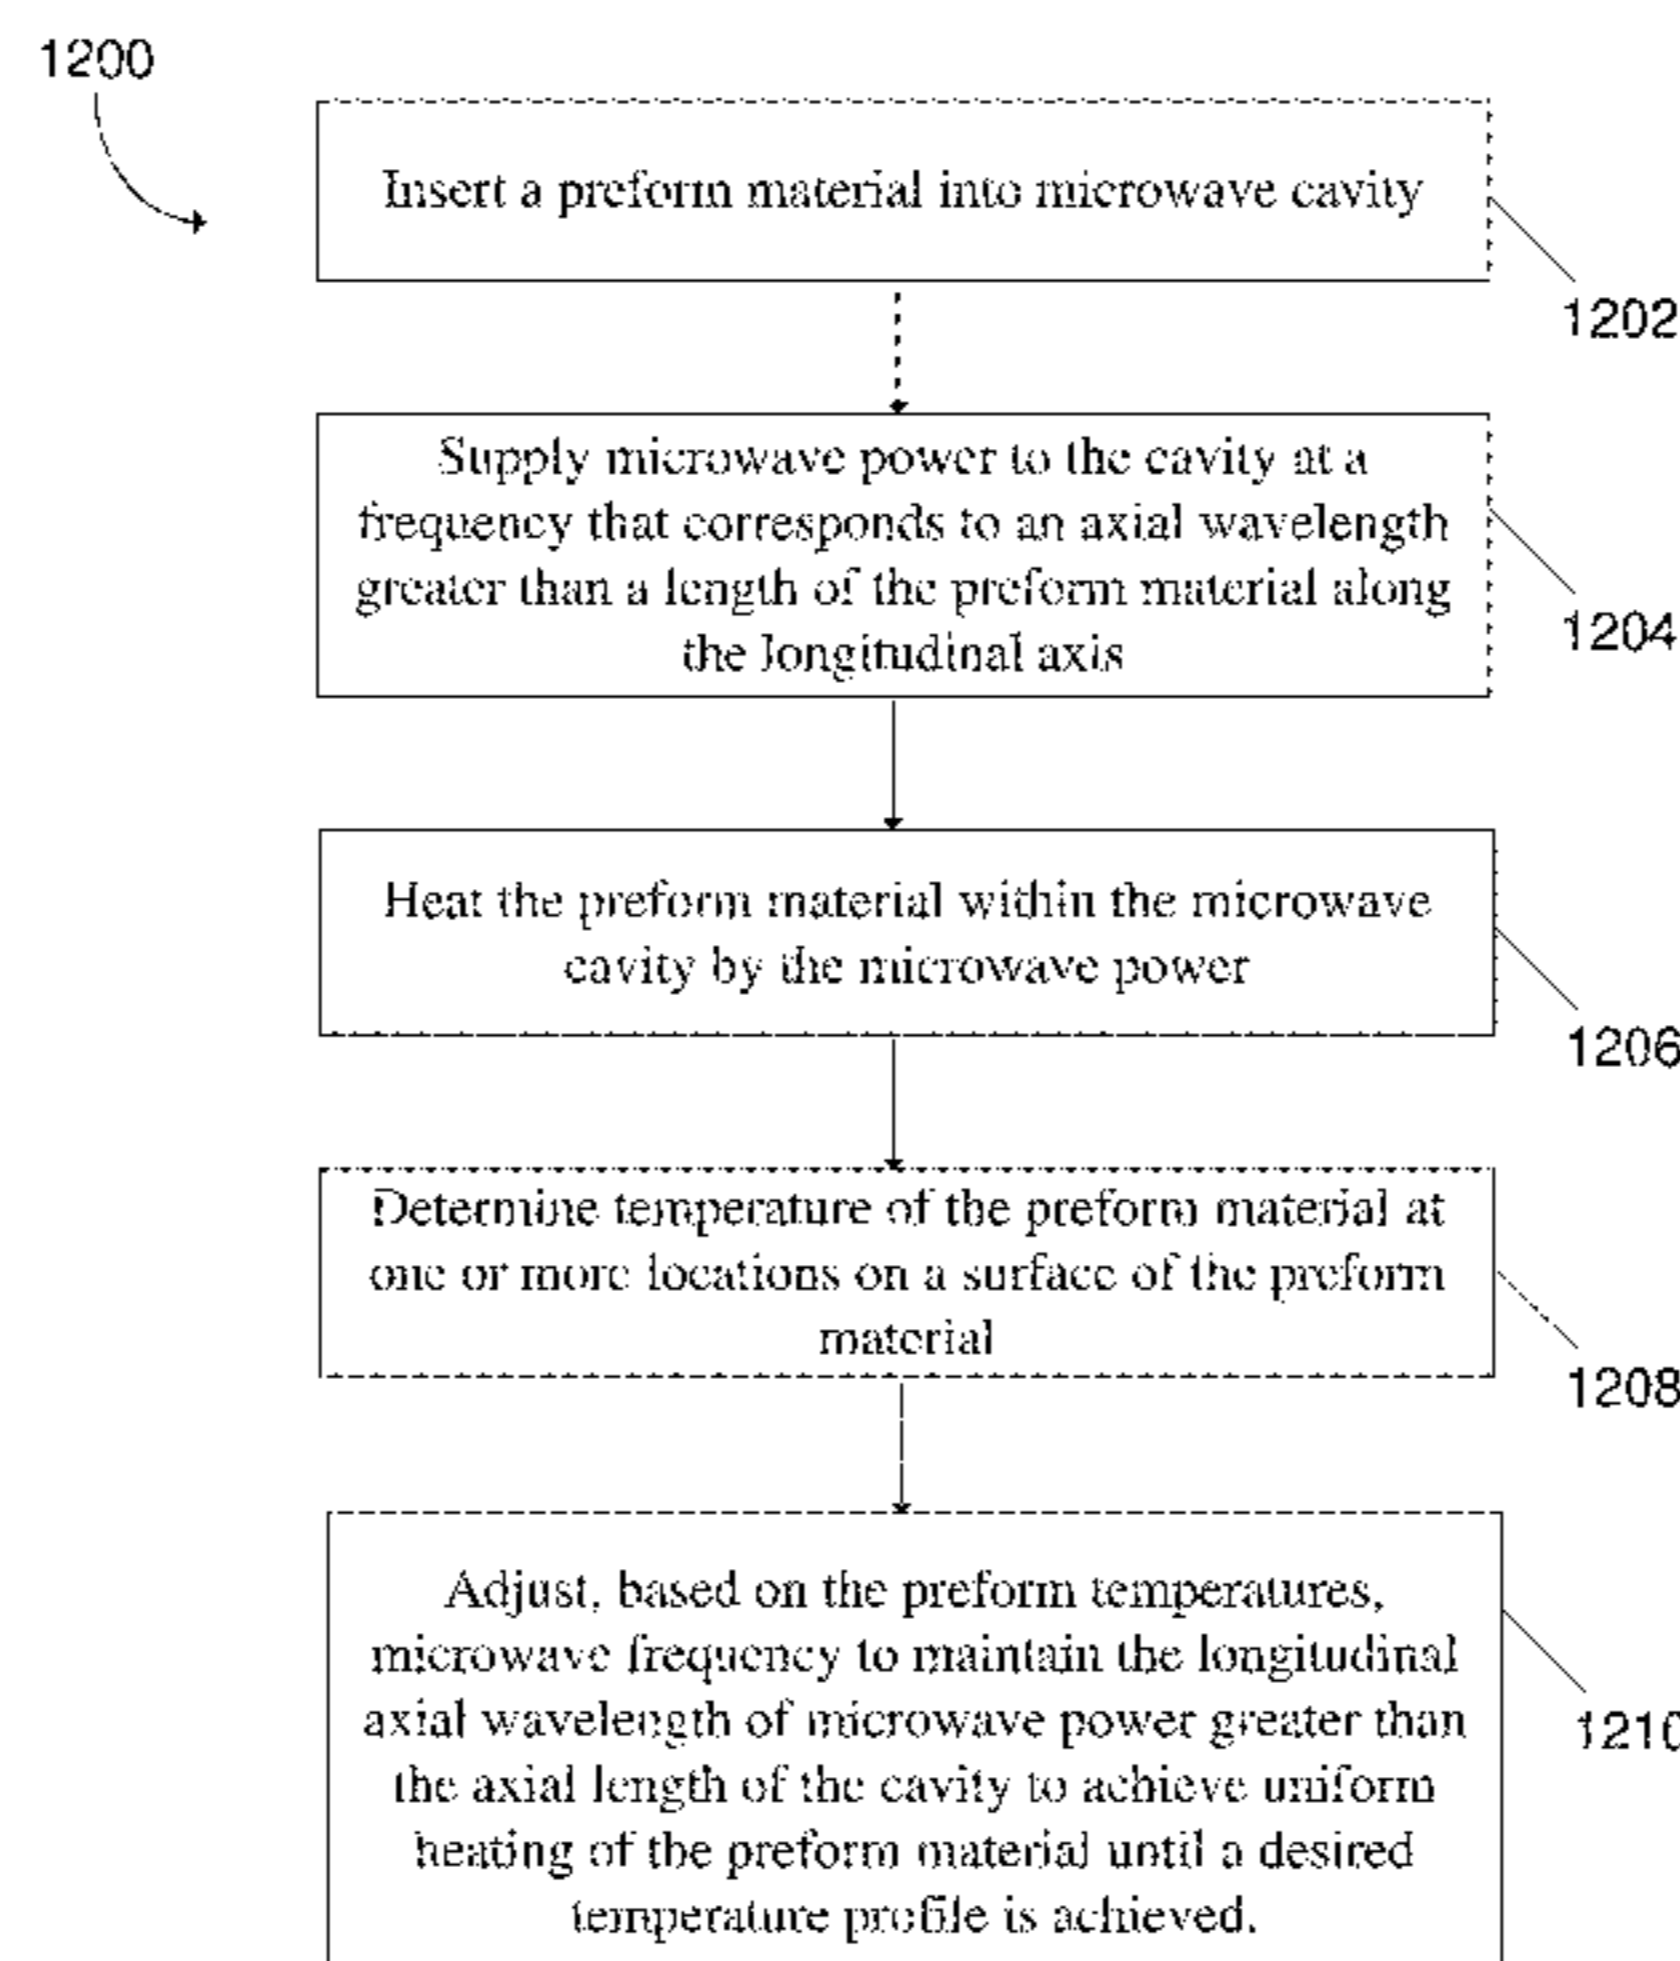 1200
Insert a preform material into microwave cavity
1202
Supply microwave power to the cavity at a
frequency that corresponds to an axial wavelength
greater than a length of the preform material along
the longitudinal axis
1204
Heat the preform material within the microwave
cavity by the microwave power
1206
Determine temperature of the preform material at
one or more locations on a surface of the preform
material
1208
Adjust, based on the preform temperatures,
microwave frequency to maintain the longitudinal
axial wavelength of microwave power greater than
the axial length of the cavity to achieve uniform
heating of the preform material until a desired
temperature profile is achieved.
1210